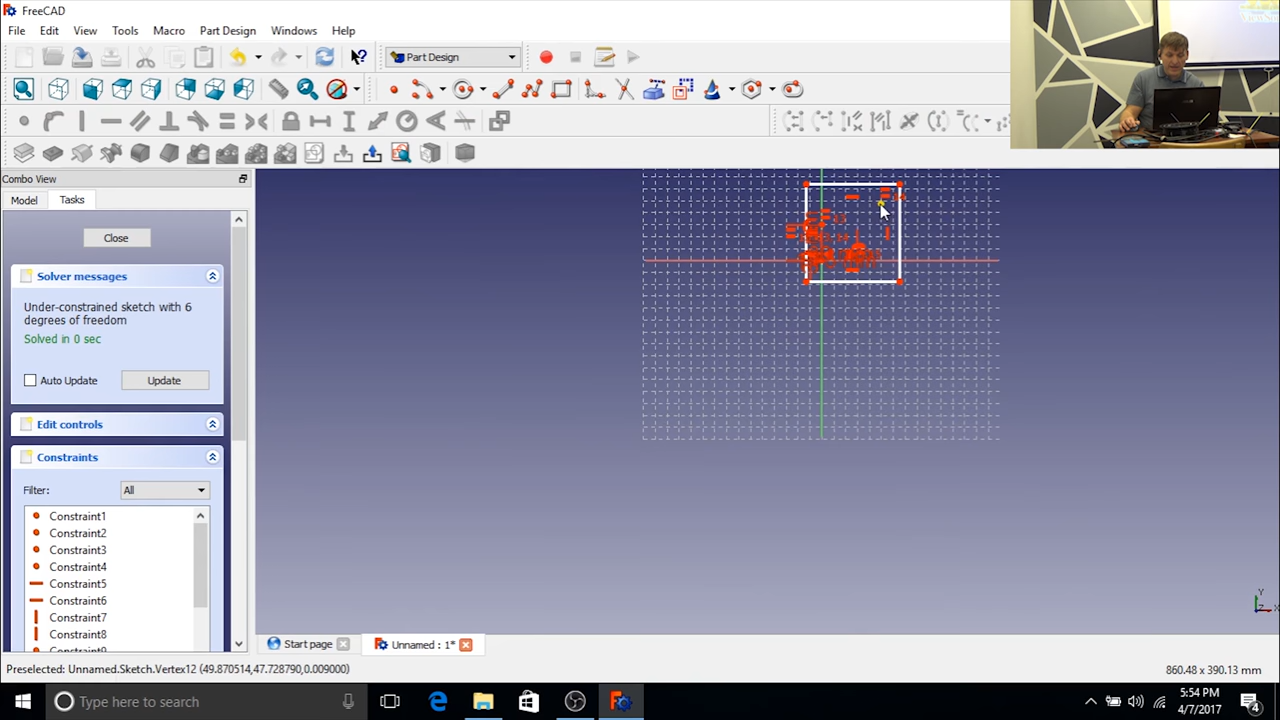 FreeCAD
File Edit View Tools Macro Part Design Windows Help
Part Design
Combo View
Model Tasks
Close
Solver messages
Under-constrained sketch with 6
degrees of freedom
Solved in 0 sec
Auto Update Update
Edit controls
Constraints
Filter: All
Constraint1
Constraint2
Constraint3
Constraint4
Constraint5
Constraint6
Constraint7
Constraint8
Y
Z X
Start page Unnamed : 1*
Preselected: Unnamed.Sketch.Vertex12 (49.870514,47.728790,0.009000) 860.48 x 390.13 mm
Type here to search
5:54 PM
4/7/2017
4